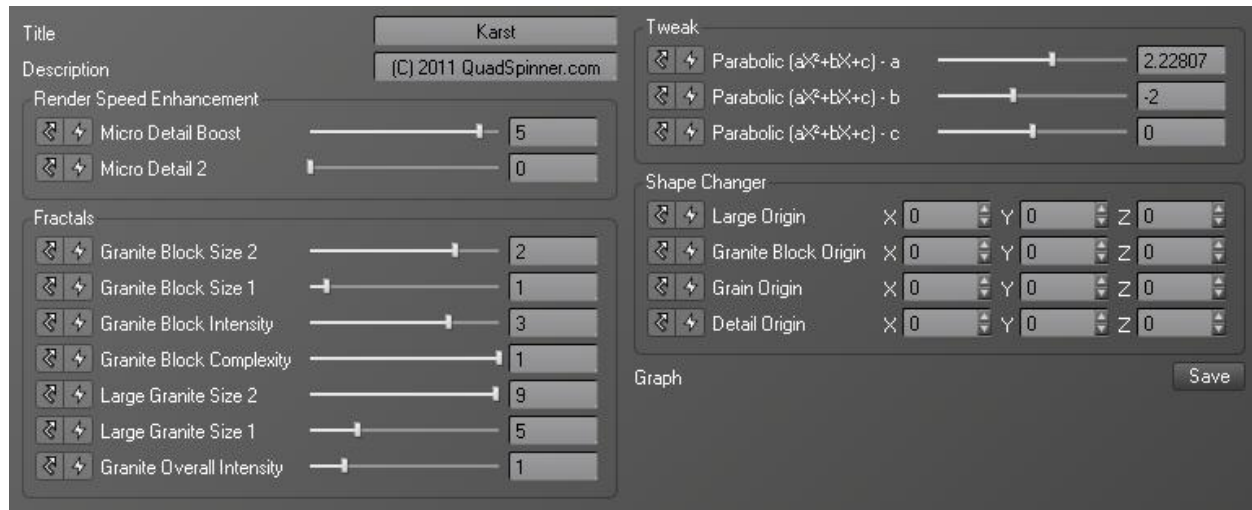 Title Karst
Description (C) 2011 QuadSpinner.com
Render Speed Enhancement
Micro Detail Boost 5
Micro Detail 2 0
Fractals
Granite Block Size 2 2
Granite Block Size 1 1
Granite Block Intensity 3
Granite Block Complexity 1
Large Granite Size 2 9
Large Granite Size 1 5
Granite Overall Intensity 1
Tweak
Parabolic (aX²+bX+c) - a 2.22807
Parabolic (aX²+bX+c) - b -2
Parabolic (aX²+bX+c) - c 0
Shape Changer
Large Origin X 0 Y 0 Z 0
Granite Block Origin X 0 Y 0 Z 0
Grain Origin X 0 Y 0 Z 0
Detail Origin X 0 Y 0 Z 0
Graph Save